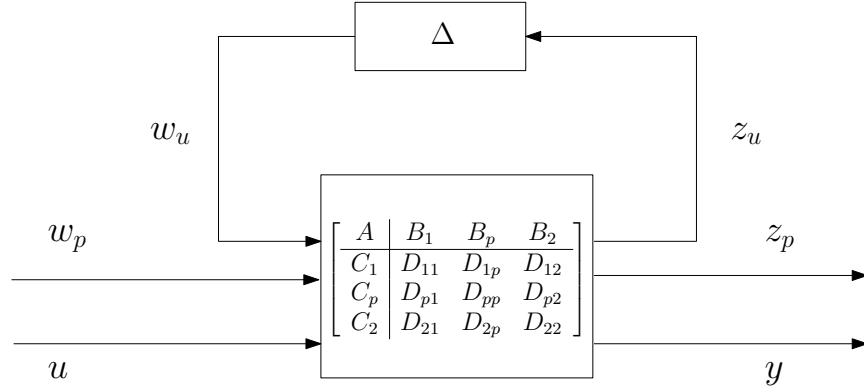 Δ
w_u z_u
w_p z_p
A B_1 B_p B_2
C_1 D_11 D_1p D_12
C_p D_p1 D_pp D_p2
C_2 D_21 D_2p D_22
u y